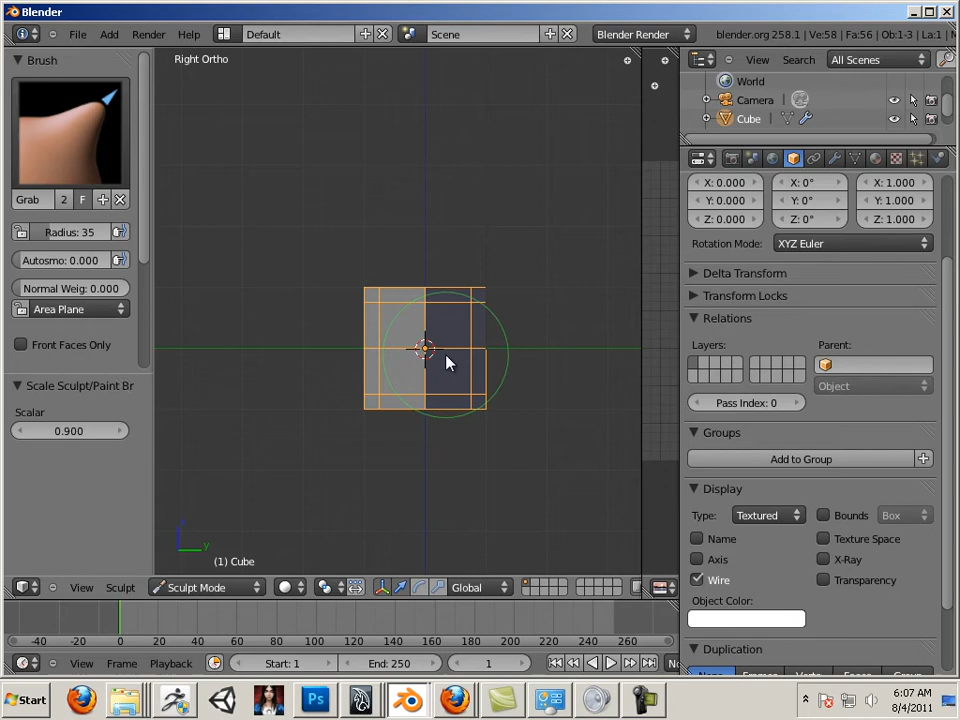 Blender
File Add Render Help Default Scene Blender Render blender.org 258.1 | Ve:58 | Fa:56 | Ob:1-3 | La:1 |
Brush
Right Ortho
View Search All Scenes
World
Camera
Cube
Grab 2 F
X: 0.000 X: 0° X: 1.000
Y: 0.000 Y: 0° Y: 1.000
Z: 0.000 Z: 0° Z: 1.000
Radius: 35
Rotation Mode: XYZ Euler
Autosmo: 0.000
Delta Transform
Normal Weig: 0.000
Transform Locks
Area Plane
Relations
Front Faces Only
Layers: Parent:
Scale Sculpt/Paint Br
Object
Scalar
Pass Index: 0
0.900
Groups
Add to Group
Display
Type: Textured Bounds Box
Name Texture Space
Axis X-Ray
Wire Transparency
z
y
(1) Cube
View Sculpt Sculpt Mode Global
Object Color:
-40 -20 0 20 40 60 80 100 120 140 160 180 200 220 240 260
Duplication
View Frame Playback Start: 1 End: 250 1 No
None Frames Verts Faces Group
Start
Ps
6:07 AM
8/4/2011